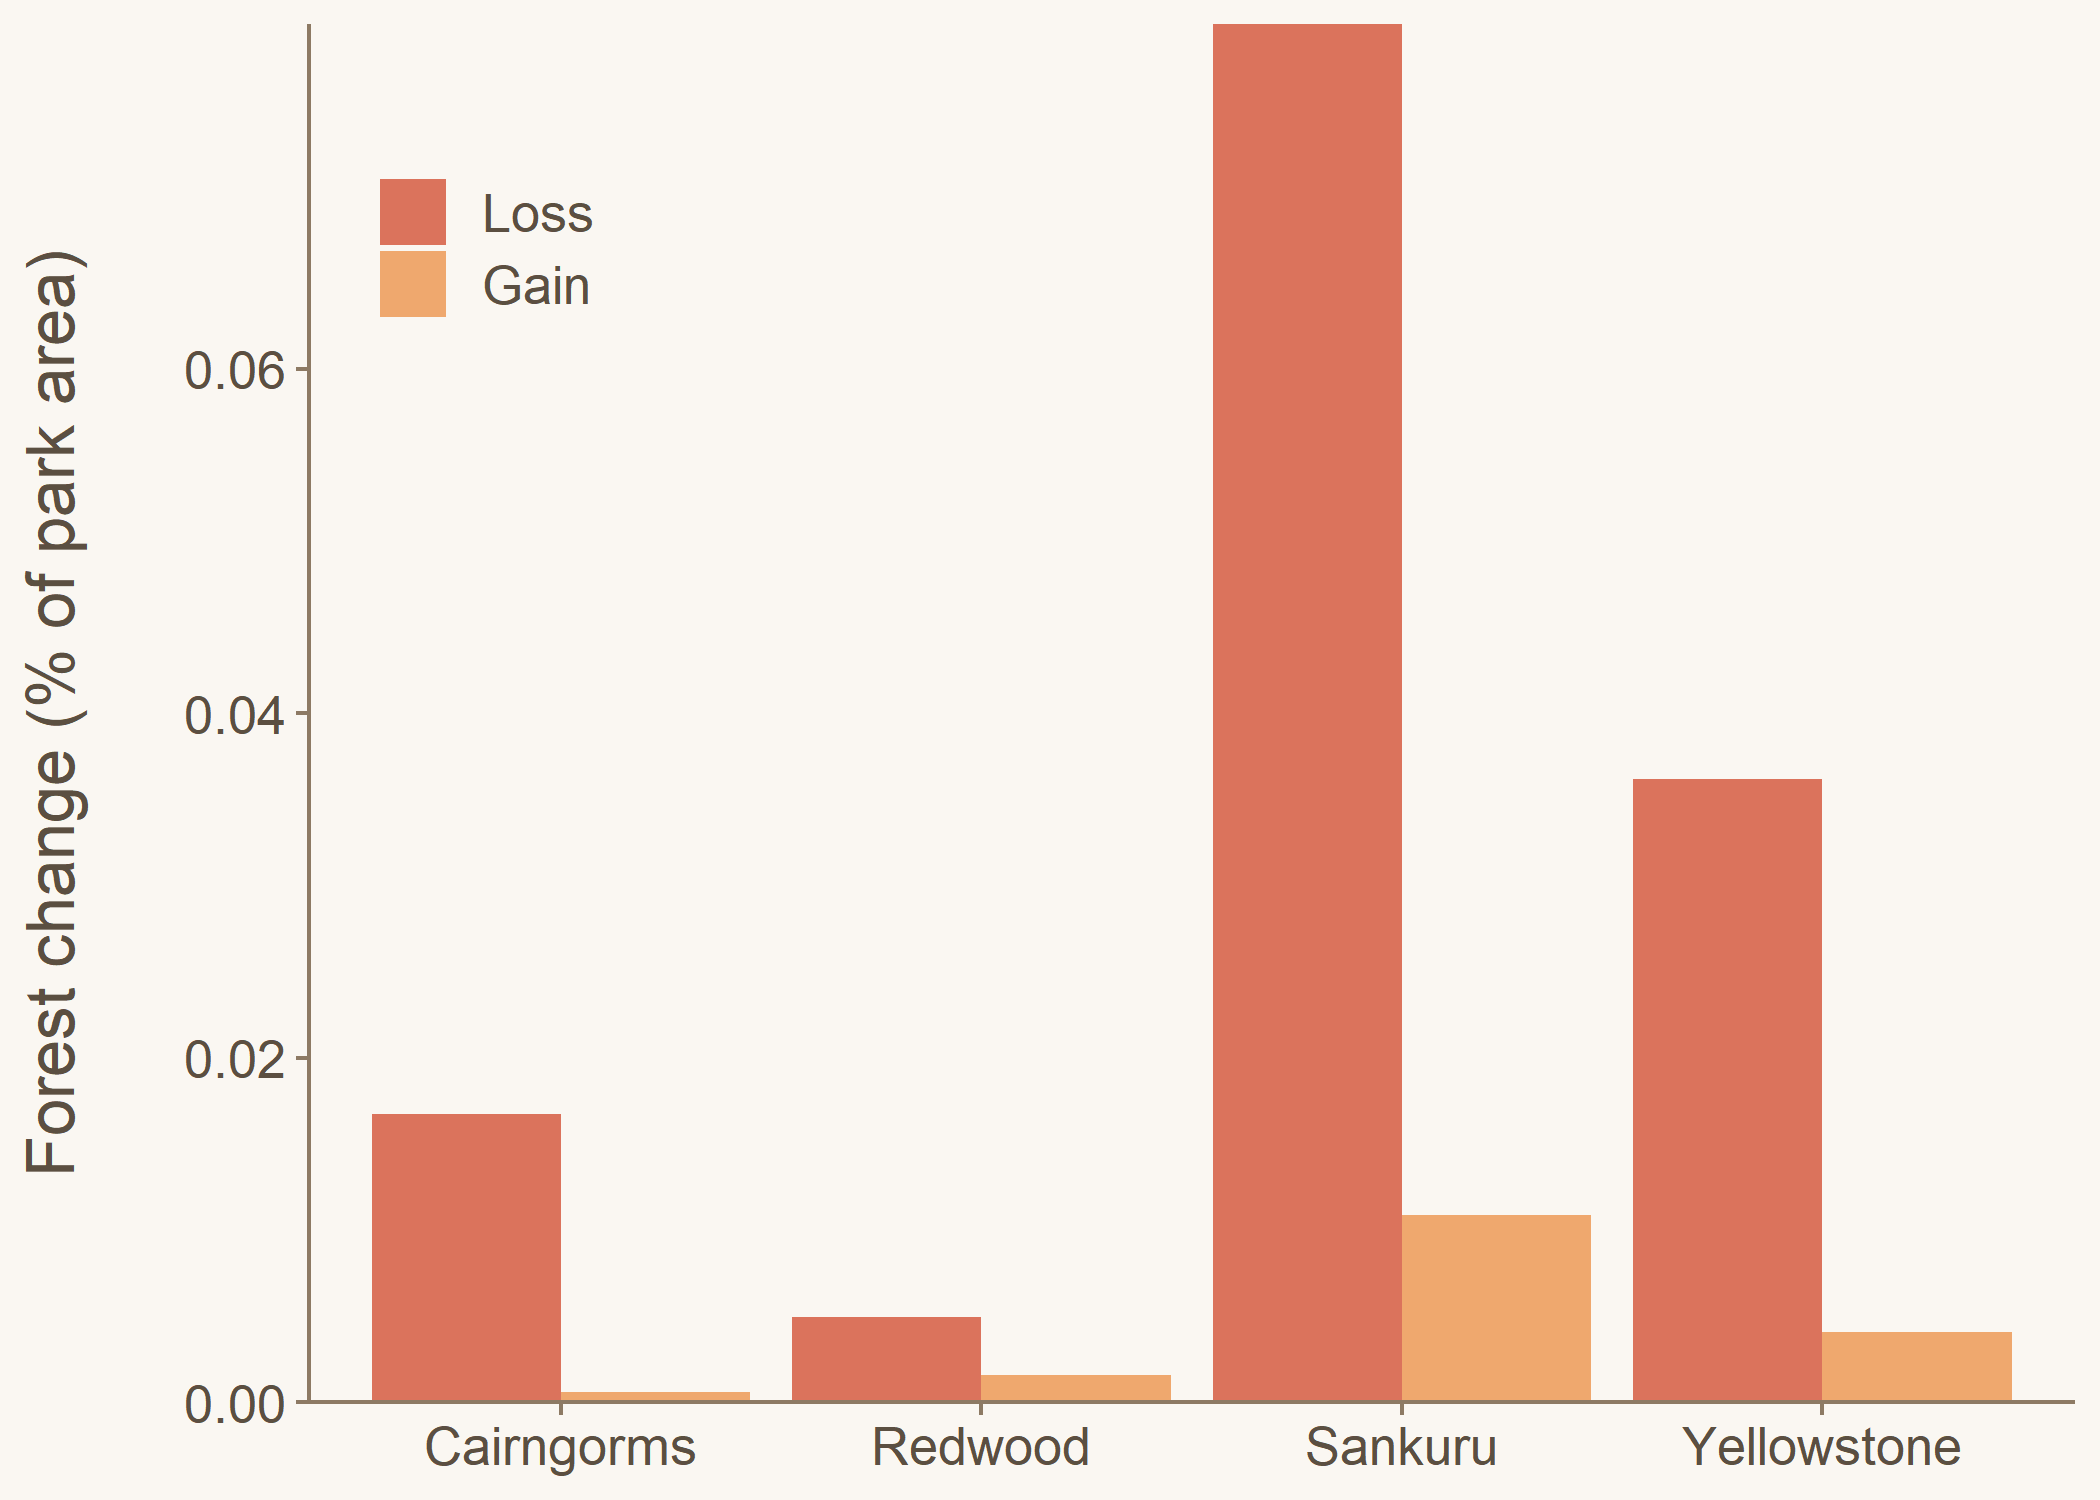 Forest change (% of park area)
Loss
Gain
0.06
0.04
0.02
0.00
Cairngorms Redwood Sankuru Yellowstone